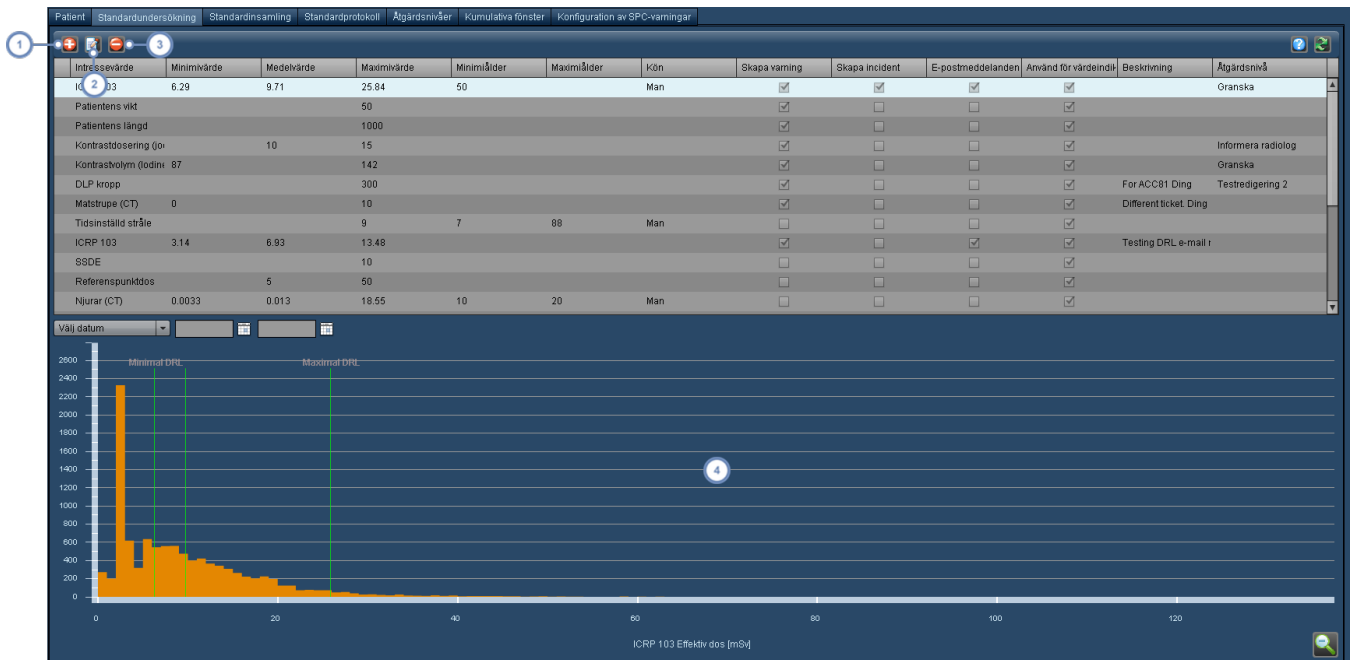 Patient Standardundersökning Standardinsamling Standardprotokoll Åtgärdsnivåer Kumulativa fönster Konfiguration av SPC-varningar
1 3
2
Intressevärde Minimivärde Medelvärde Maximivärde Minimiålder Maximiålder Kön Skapa varning Skapa incident E-postmeddelanden Använd för värdeindik Beskrivning Åtgärdsnivå
03 6.29 9.71 25.84 50 Man Granska
Patientens vikt 50
Patientens längd 1000
Kontrastdosering (jo 10 15 Informera radiolog
Kontrastvolym (Iodine 87 142 Granska
DLP kropp 300 For ACC81 Ding Testredigering 2
Matstrupe (CT) 0 10 Different ticket. Ding
Tidsinställd stråle 9 7 88 Man
ICRP 103 3.14 6.93 13.48 Testing DRL e-mail r
SSDE 10
Referenspunktdos 5 50
Njurar (CT) 0.0033 0.013 18.55 10 20 Man
Välj datum
Minimal DRL Maximal DRL
2600
2400
2200
2000
1800
1600
1400
1200
1000
800
600
400
200
0
4
0 20 40 60 80 100 120
ICRP 103 Effektiv dos [mSv]